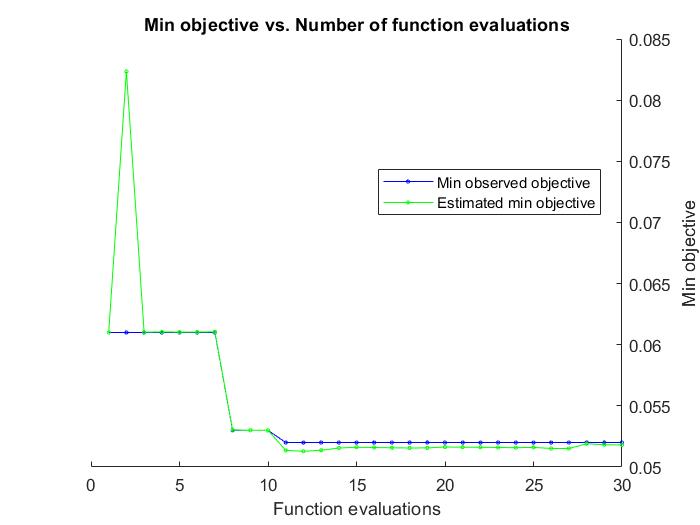 Min objective vs. Number of function evaluations
0.085
0.08
0.075
0.07
0.065
0.06
0.055
0.05
Min objective
Min observed objective
Estimated min objective
0 5 10 15 20 25 30
Function evaluations